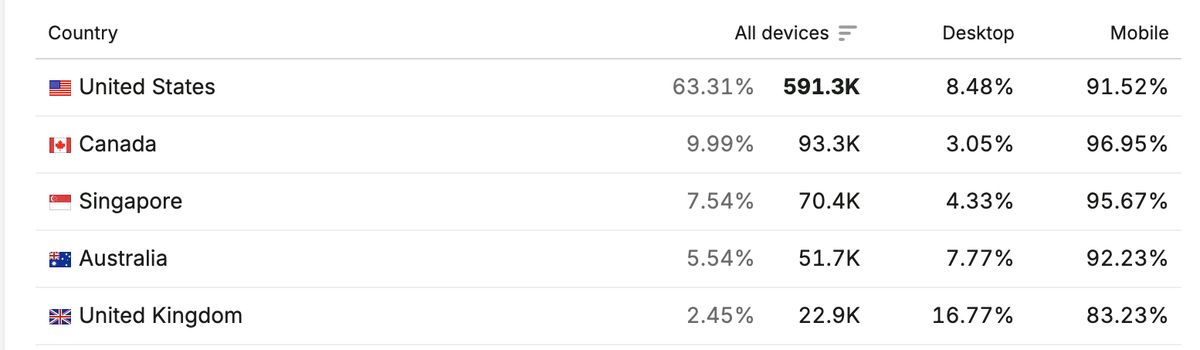 Country All devices Desktop Mobile
United States 63.31% 591.3K 8.48% 91.52%
Canada 9.99% 93.3K 3.05% 96.95%
Singapore 7.54% 70.4K 4.33% 95.67%
Australia 5.54% 51.7K 7.77% 92.23%
United Kingdom 2.45% 22.9K 16.77% 83.23%